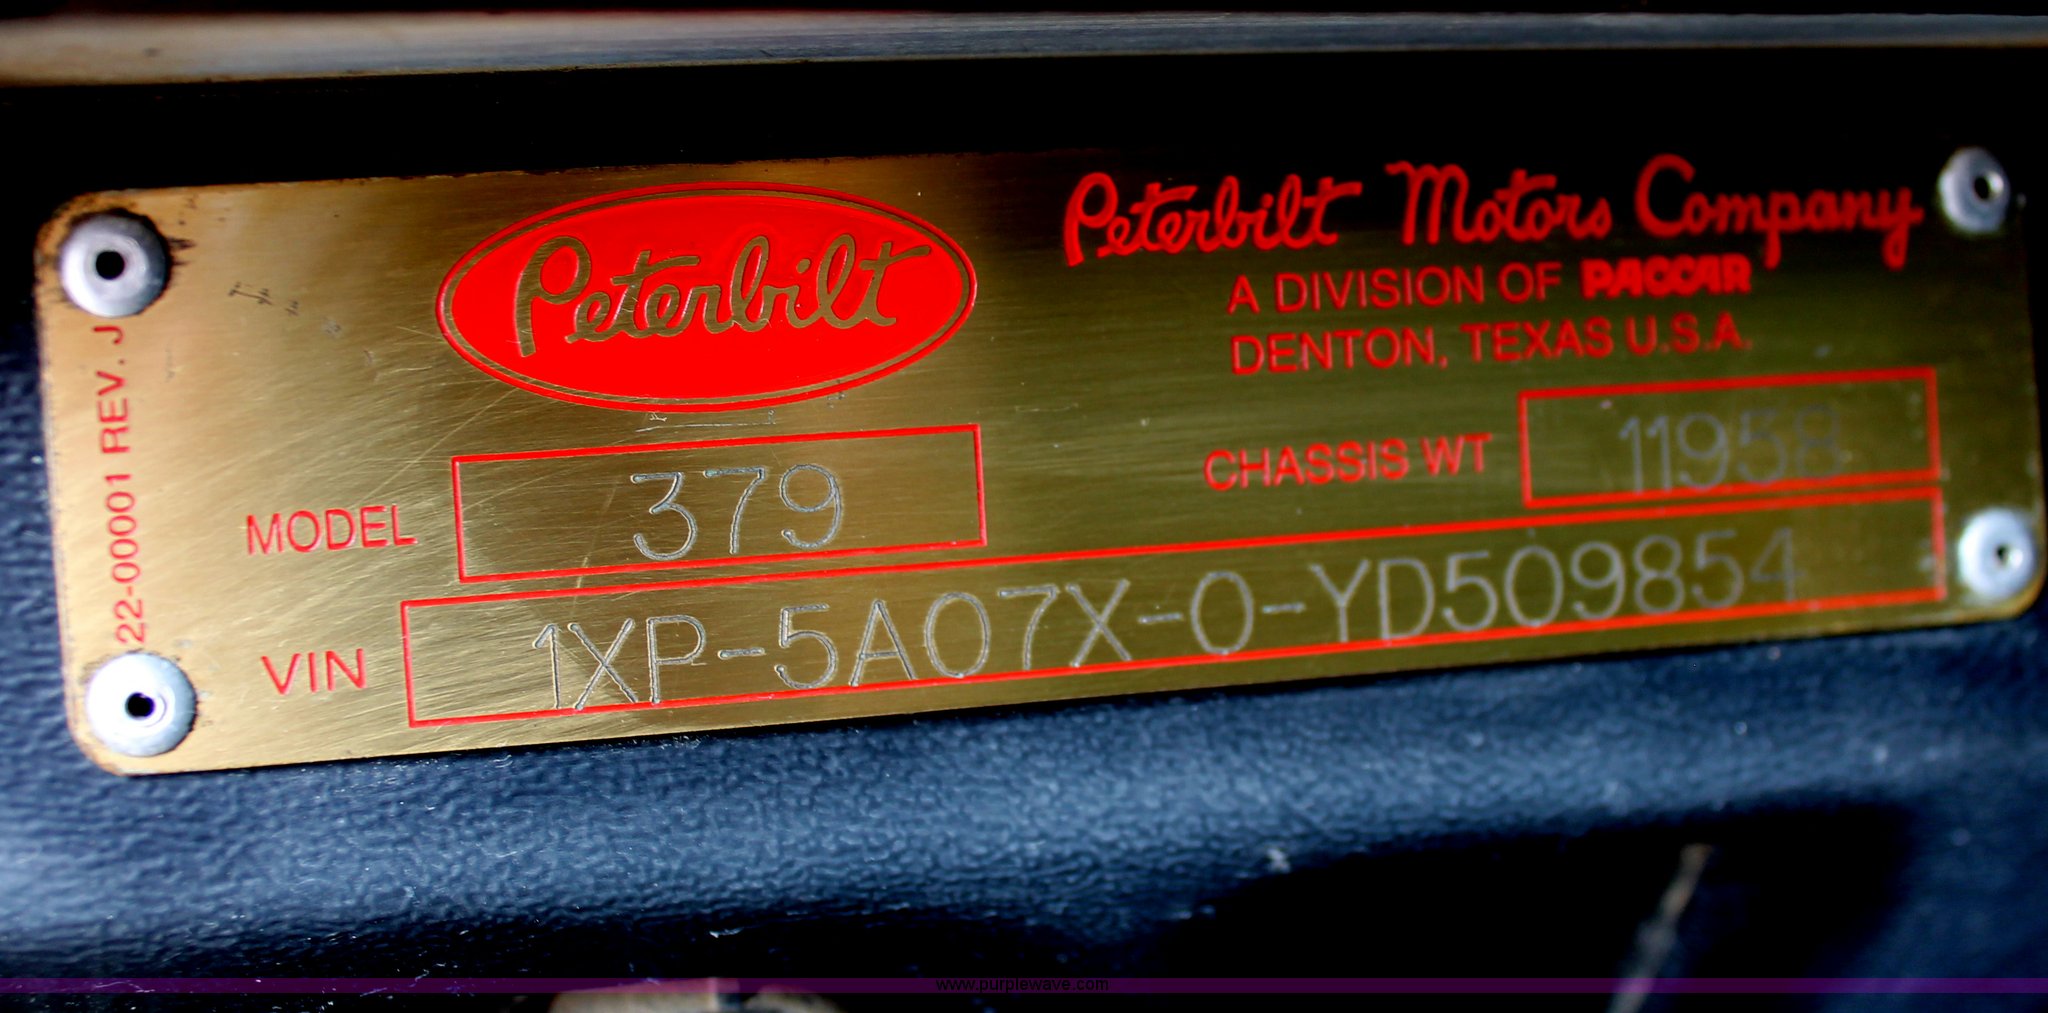 Peterbilt
Peterbilt Motors Company
A DIVISION OF PACCAR
DENTON, TEXAS U.S.A.
CHASSIS WT 11958
MODEL 379
VIN 1XP-5A07X-0-YD509854
22-00001 REV. J
www.purplewave.com